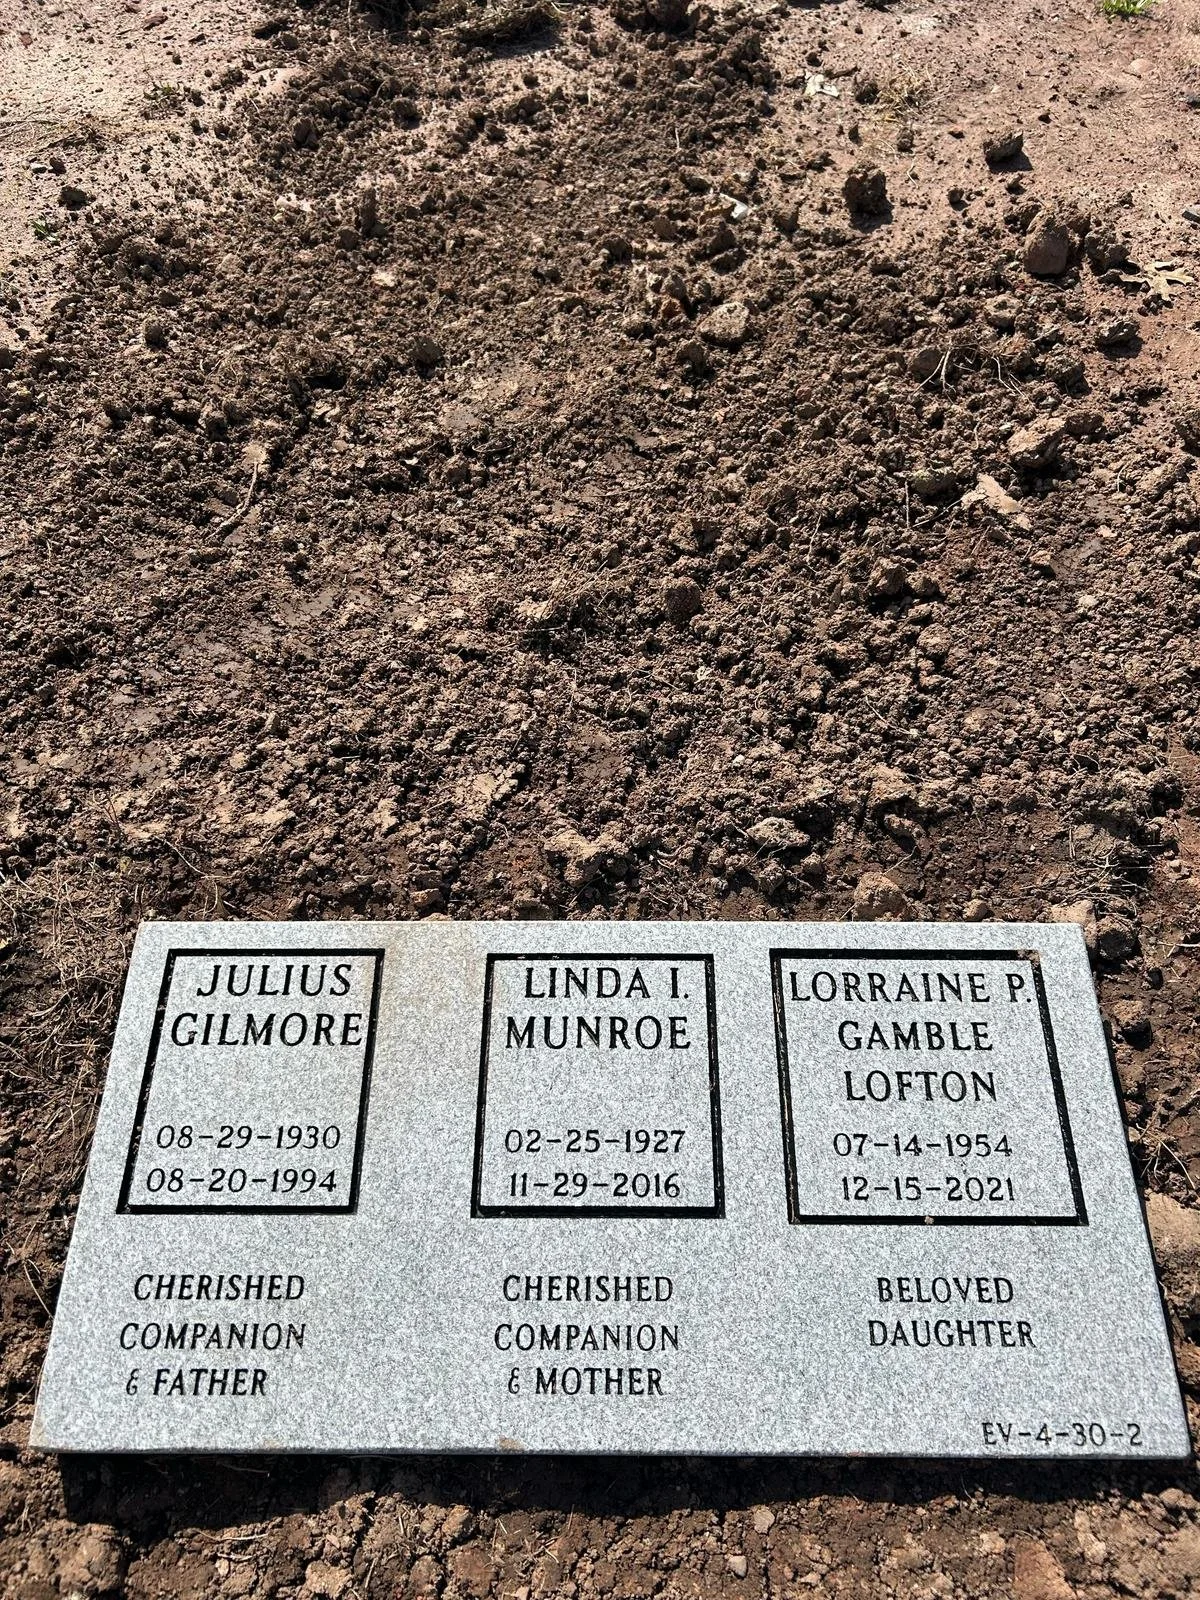 JULIUS
GILMORE
08-29-1930
08-20-1994
CHERISHED
COMPANION
& FATHER
LINDA I.
MUNROE
02-25-1927
11-29-2016
CHERISHED
COMPANION
& MOTHER
LORRAINE P.
GAMBLE
LOFTON
07-14-1954
12-15-2021
BELOVED
DAUGHTER
EV-4-30-2